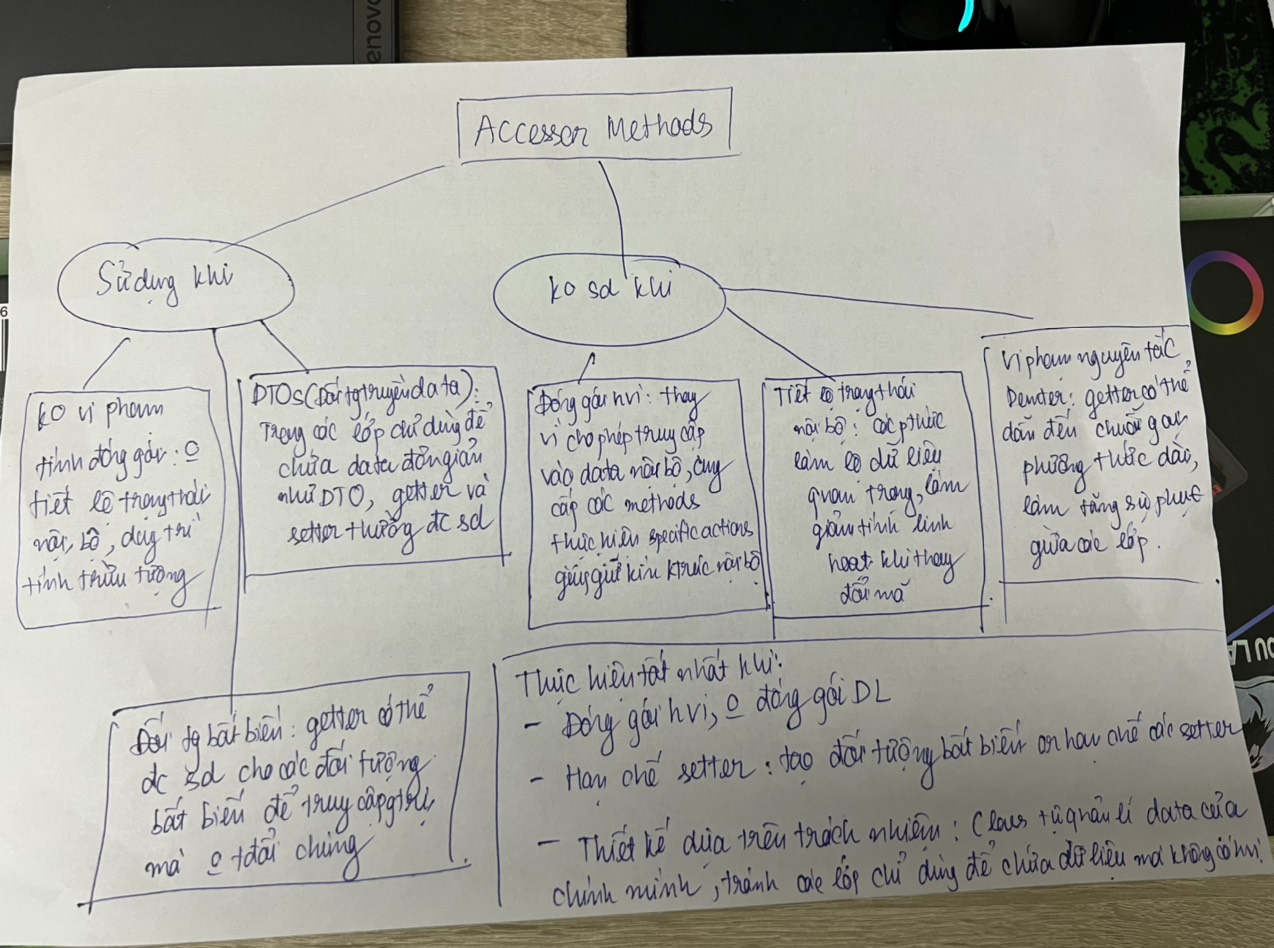 enovo
Accessor Methods
Sử dụng khi
ko sd khi
ko vi phạm
tính đóng gói: o
tiết lộ trạng thái
nội bộ, duy trì
tính trừu tượng
DTOs (Đối tg truyền data):
Trong các lớp chỉ dùng để
chứa data đơn giản
như DTO, getter và
setter thường đc sd
Đóng gói hvi: thay
vì cho phép truy cập
vào data nội bộ, cung
cấp các methods
thực hiện specific actions
giúp giữ kín ktrúc nội bộ
Tiết lộ trạng thái
nội bộ: các pthức
làm lộ dữ liệu
quan trọng, làm
giảm tính linh
hoạt khi thay
đổi mã
Vi phạm nguyên tắc
Demter: getter có thể
dẫn đến chuỗi gọi
phương thức dài,
làm tăng sự phụ
giữa các lớp.
Đối tg bất biến: getter có thể
đc sd cho các đối tượng
bất biến để truy cập gtrị
mà o tđổi chúng
Thực hiện tốt nhất khi:
- Đóng gói hvi, o đóng gói DL
- Hạn chế setter: tạo đối tượng bất biến or hạn chế các setter
- Thiết kế dựa trên trách nhiệm: Class tự quản lí data của
chính mình, tránh các lớp chỉ dùng để chứa dữ liệu mà không có hvi